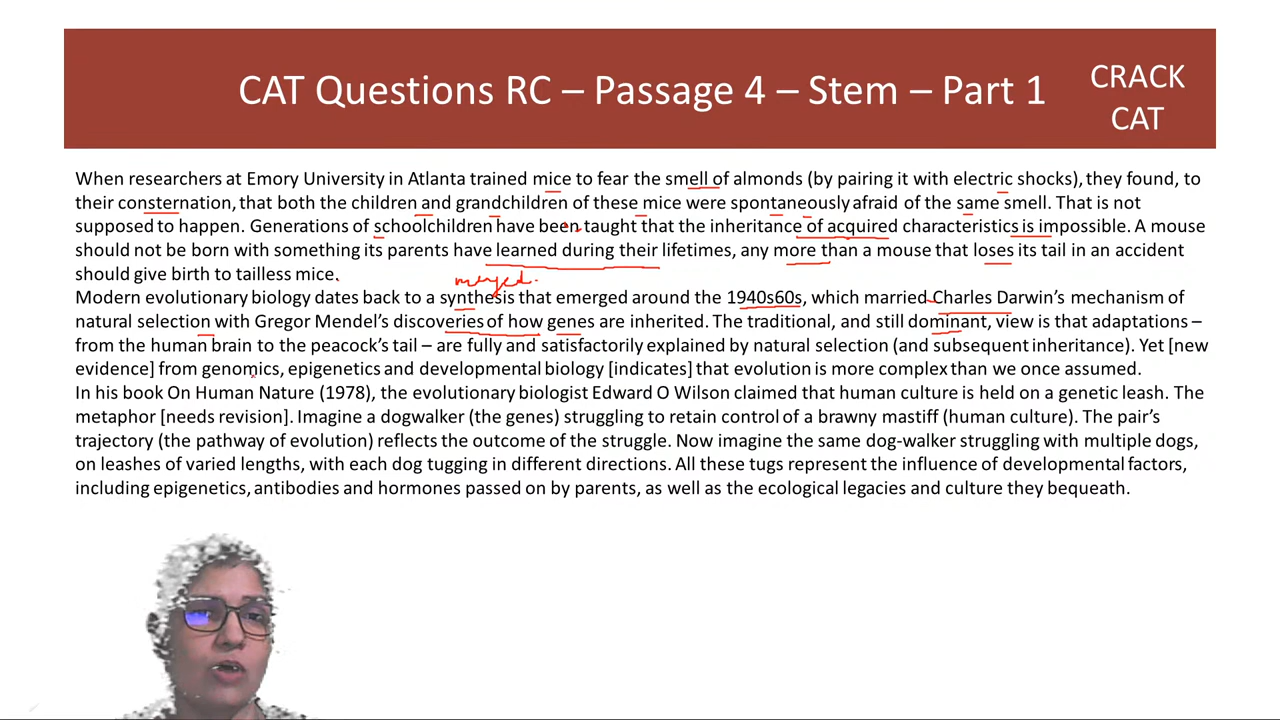 CAT Questions RC – Passage 4 – Stem – Part 1
CRACK
CAT
When researchers at Emory University in Atlanta trained mice to fear the smell of almonds (by pairing it with electric shocks), they found, to
their consternation, that both the children and grandchildren of these mice were spontaneously afraid of the same smell. That is not
supposed to happen. Generations of schoolchildren have been taught that the inheritance of acquired characteristics is impossible. A mouse
should not be born with something its parents have learned during their lifetimes, any more than a mouse that loses its tail in an accident
should give birth to tailless mice.
merged.
Modern evolutionary biology dates back to a synthesis that emerged around the 1940s60s, which married Charles Darwin’s mechanism of
natural selection with Gregor Mendel’s discoveries of how genes are inherited. The traditional, and still dominant, view is that adaptations –
from the human brain to the peacock’s tail – are fully and satisfactorily explained by natural selection (and subsequent inheritance). Yet [new
evidence] from genomics, epigenetics and developmental biology [indicates] that evolution is more complex than we once assumed.
In his book On Human Nature (1978), the evolutionary biologist Edward O Wilson claimed that human culture is held on a genetic leash. The
metaphor [needs revision]. Imagine a dogwalker (the genes) struggling to retain control of a brawny mastiff (human culture). The pair’s
trajectory (the pathway of evolution) reflects the outcome of the struggle. Now imagine the same dog-walker struggling with multiple dogs,
on leashes of varied lengths, with each dog tugging in different directions. All these tugs represent the influence of developmental factors,
including epigenetics, antibodies and hormones passed on by parents, as well as the ecological legacies and culture they bequeath.